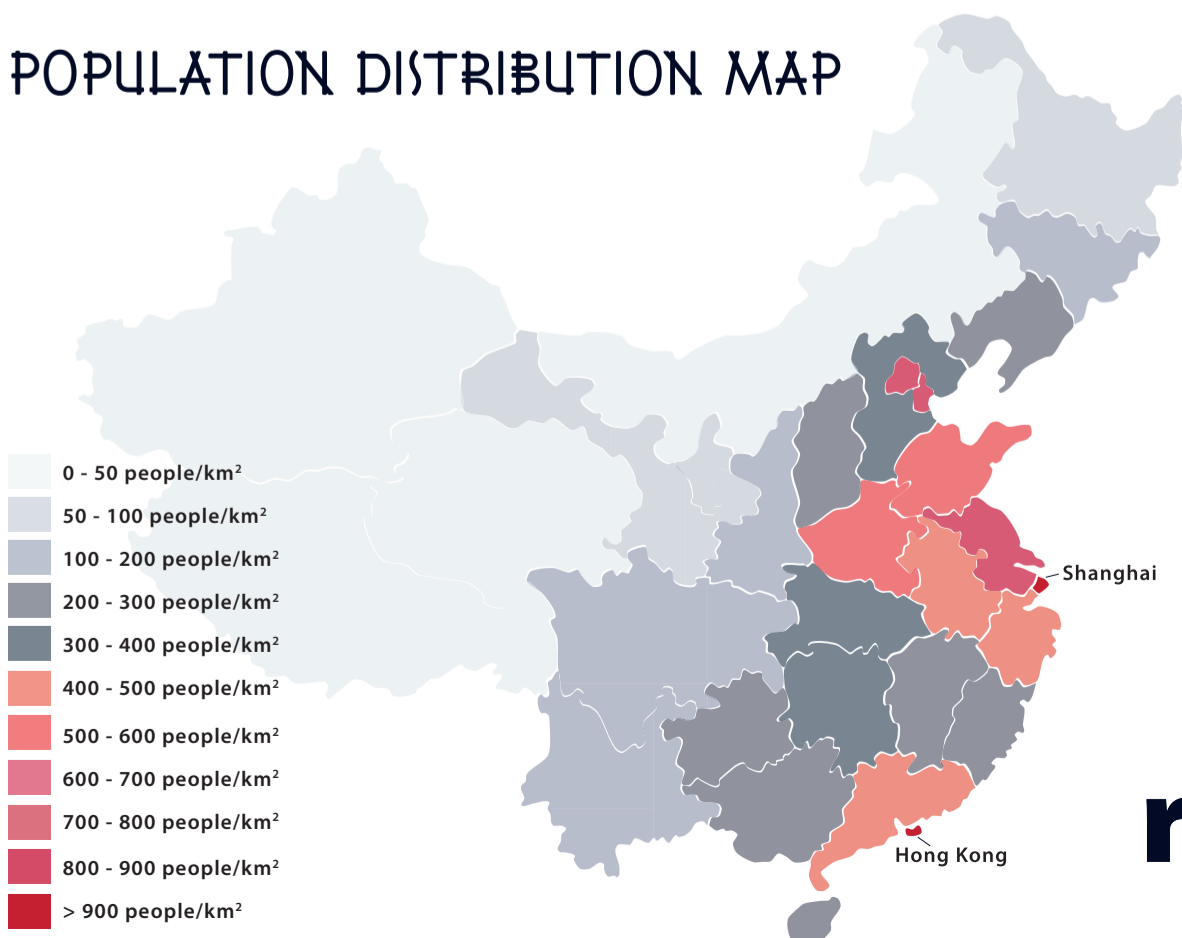 POPULATION DISTRIBUTION MAP
0 - 50 people/km²
50 - 100 people/km²
100 - 200 people/km²
200 - 300 people/km²
300 - 400 people/km²
400 - 500 people/km²
500 - 600 people/km²
600 - 700 people/km²
700 - 800 people/km²
800 - 900 people/km²
> 900 people/km²
Shanghai
Hong Kong
r